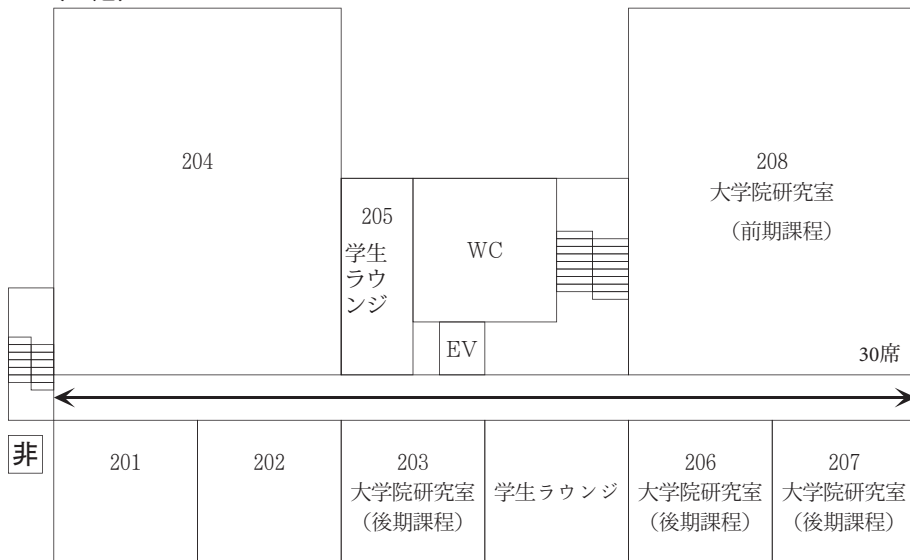 204
205
学生
ラウ
ンジ
WC
EV
208
大学院研究室
（前期課程）
30席
非
201
202
203
大学院研究室
（後期課程）
学生ラウンジ
206
大学院研究室
（後期課程）
207
大学院研究室
（後期課程）